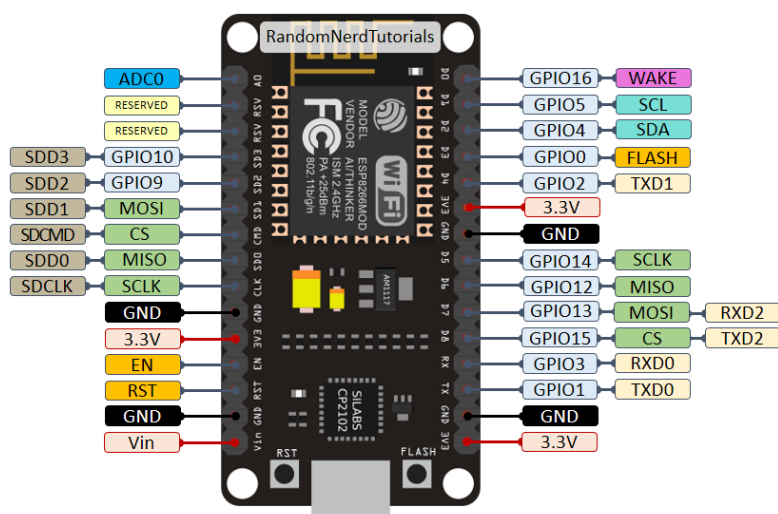 RandomNerdTutorials
ADC0 A0 D0 GPIO16 WAKE
RESERVED RSV D1 GPIO5 SCL
RESERVED RSV D2 GPIO4 SDA
SDD3 GPIO10 SD3 D3 GPIO0 FLASH
SDD2 GPIO9 SD2 D4 GPIO2 TXD1
SDD1 MOSI SD1 3V3 3.3V
SDCMD CS CMD GND GND
SDD0 MISO SD0 D5 GPIO14 SCLK
SDCLK SCLK CLK D6 GPIO12 MISO
GND GND D7 GPIO13 MOSI RXD2
3.3V 3V3 D8 GPIO15 CS TXD2
EN EN RX GPIO3 RXD0
RST RST TX GPIO1 TXD0
GND GND GND GND
Vin Vin 3V3 3.3V
MODEL ESP8266MOD
VENDOR AI/THINKER
ISM 2.4GHz
PA +25dBm
802.11b/g/n
FC
WiFi
AM1117
SILABS
CP2102
RST
FLASH